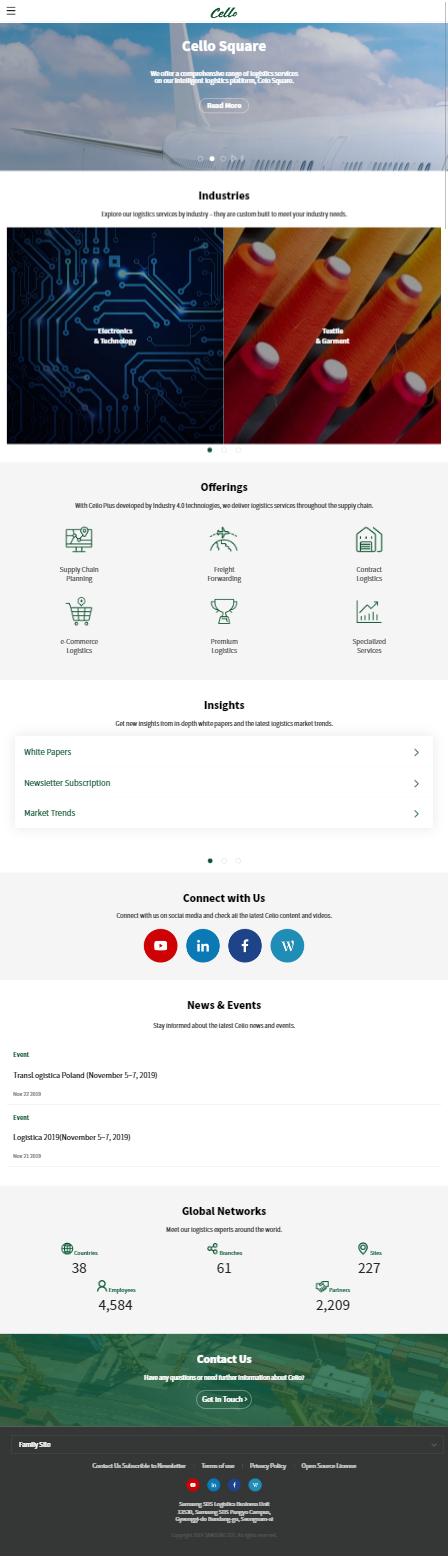 Cello
Cello Square
We offer a comprehensive range of logistics services
on our intelligent logistics platform, Celo Square.
Read More
Industries
Explore our logistics services by industry – they are custom built to meet your industry needs.
Electronics
& Technology
Textile
& Garment
Offerings
With Cello Plus developed by Industry 4.0 technologies, we deliver logistics services throughout the supply chain.
Supply Chain
Planning
Freight
Forwarding
Contract
Logistics
e-Commerce
Logistics
Premium
Logistics
Specialized
Services
Insights
Get new insights from in-depth white papers and the latest logistics market trends.
White Papers
Newsletter Subscription
Market Trends
Connect with Us
Connect with us on social media and check all the latest Cello content and videos.
News & Events
Stay informed about the latest Cello news and events.
Event
TransLogistica Poland (November 5–7, 2019)
Nov 22 2019
Event
Logistica 2019(November 5–7, 2019)
Nov 21 2019
Global Networks
Meet our logistics experts around the world.
Countries
38
Branches
61
Sites
227
Employees
4,584
Partners
2,209
Contact Us
Have any questions or need further information about Cello?
Get in Touch >
Family Site
Contact Us Subscrible to Newsletter Terms of use Privacy Policy Open Source License
Samsung SDS Logistics Business Unit
13530, Samsung SDS Pangyo Campus,
Gyeonggi-do Bundang-gu, Seongnam-si
Copyright 2019 SAMSUNG SDS. All rights reserved.